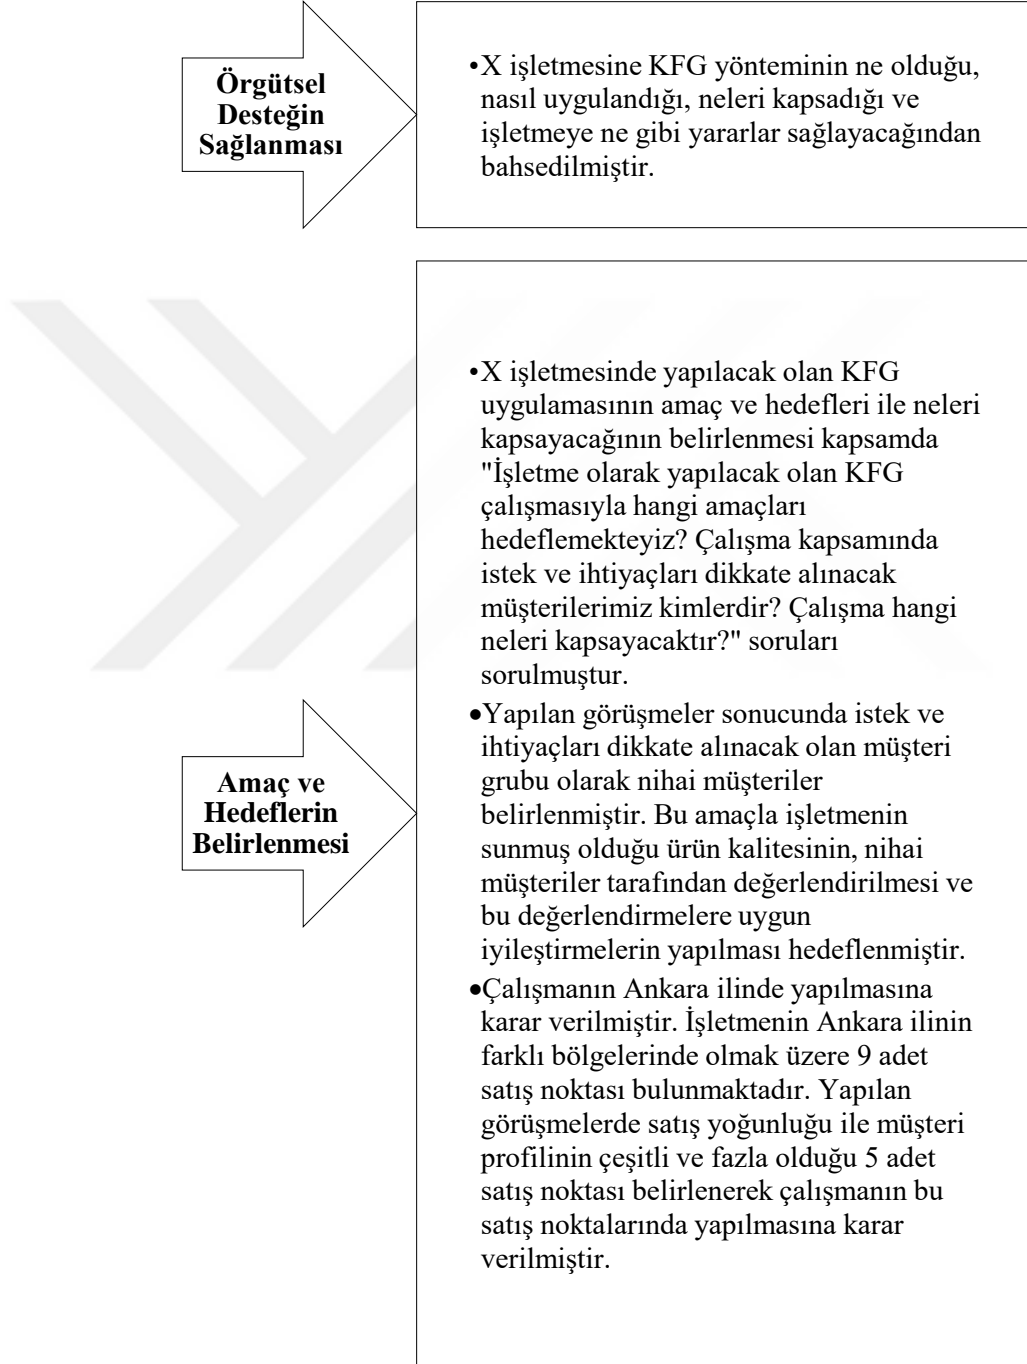 Örgütsel
Desteğin
Sağlanması
•X işletmesine KFG yönteminin ne olduğu,
nasıl uygulandığı, neleri kapsadığı ve
işletmeye ne gibi yararlar sağlayacağından
bahsedilmiştir.
Amaç ve
Hedeflerin
Belirlenmesi
•X işletmesinde yapılacak olan KFG
uygulamasının amaç ve hedefleri ile neleri
kapsayacağının belirlenmesi kapsamda
"İşletme olarak yapılacak olan KFG
çalışmasıyla hangi amaçları
hedeflemekteyiz? Çalışma kapsamında
istek ve ihtiyaçları dikkate alınacak
müşterilerimiz kimlerdir? Çalışma hangi
neleri kapsayacaktır?" soruları
sorulmuştur.
•Yapılan görüşmeler sonucunda istek ve
ihtiyaçları dikkate alınacak olan müşteri
grubu olarak nihai müşteriler
belirlenmiştir. Bu amaçla işletmenin
sunmuş olduğu ürün kalitesinin, nihai
müşteriler tarafından değerlendirilmesi ve
bu değerlendirmelere uygun
iyileştirmelerin yapılması hedeflenmiştir.
•Çalışmanın Ankara ilinde yapılmasına
karar verilmiştir. İşletmenin Ankara ilinin
farklı bölgelerinde olmak üzere 9 adet
satış noktası bulunmaktadır. Yapılan
görüşmelerde satış yoğunluğu ile müşteri
profilinin çeşitli ve fazla olduğu 5 adet
satış noktası belirlenerek çalışmanın bu
satış noktalarında yapılmasına karar
verilmiştir.